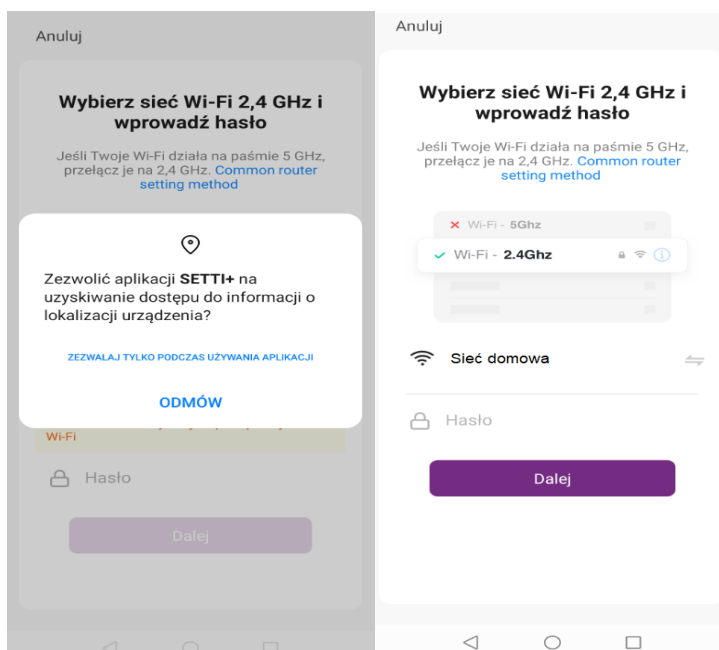 Anuluj
Wybierz sieć Wi-Fi 2,4 GHz i
wprowadź hasło
Jeśli Twoje Wi-Fi działa na paśmie 5 GHz,
przełącz je na 2,4 GHz. Common router
setting method
Zezwolić aplikacji SETTI+ na
uzyskiwanie dostępu do informacji o
lokalizacji urządzenia?
ZEZWALAJ TYLKO PODCZAS UŻYWANIA APLIKACJI
ODMÓW
Wi-Fi
Hasło
Dalej
Anuluj
Wybierz sieć Wi-Fi 2,4 GHz i
wprowadź hasło
Jeśli Twoje Wi-Fi działa na paśmie 5 GHz,
przełącz je na 2,4 GHz. Common router
setting method
Wi-Fi - 5Ghz
Wi-Fi - 2.4Ghz
Sieć domowa
Hasło
Dalej